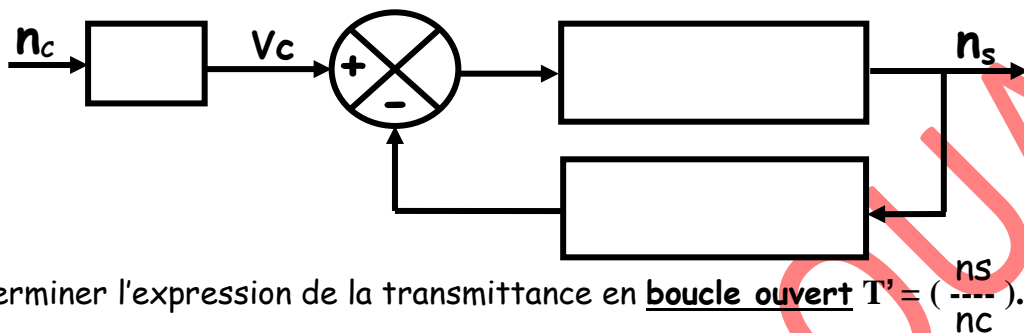 nc
Vc
ns
+
-
erminer l'expression de la transmittance en boucle ouvert T' = ( ns
----
nc ).